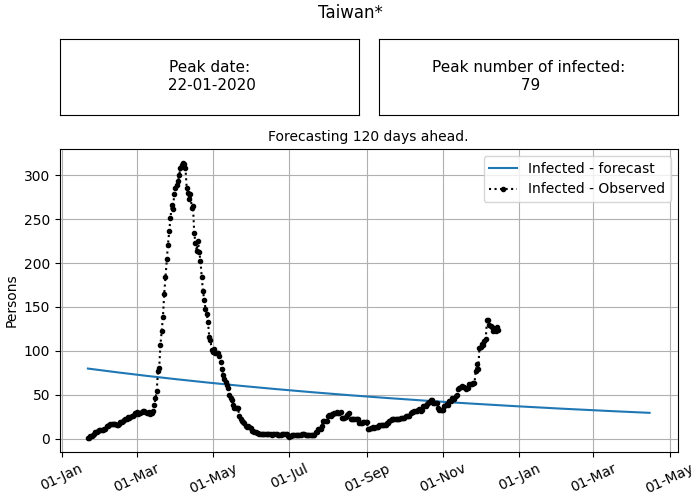 Taiwan*
Peak date:
22-01-2020
Peak number of infected:
79
Forecasting 120 days ahead.
Infected - forecast
Infected - Observed
Persons
300
250
200
150
100
50
0
01-Jan
01-Mar
01-May
01-Jul
01-Sep
01-Nov
01-Jan
01-Mar
01-May